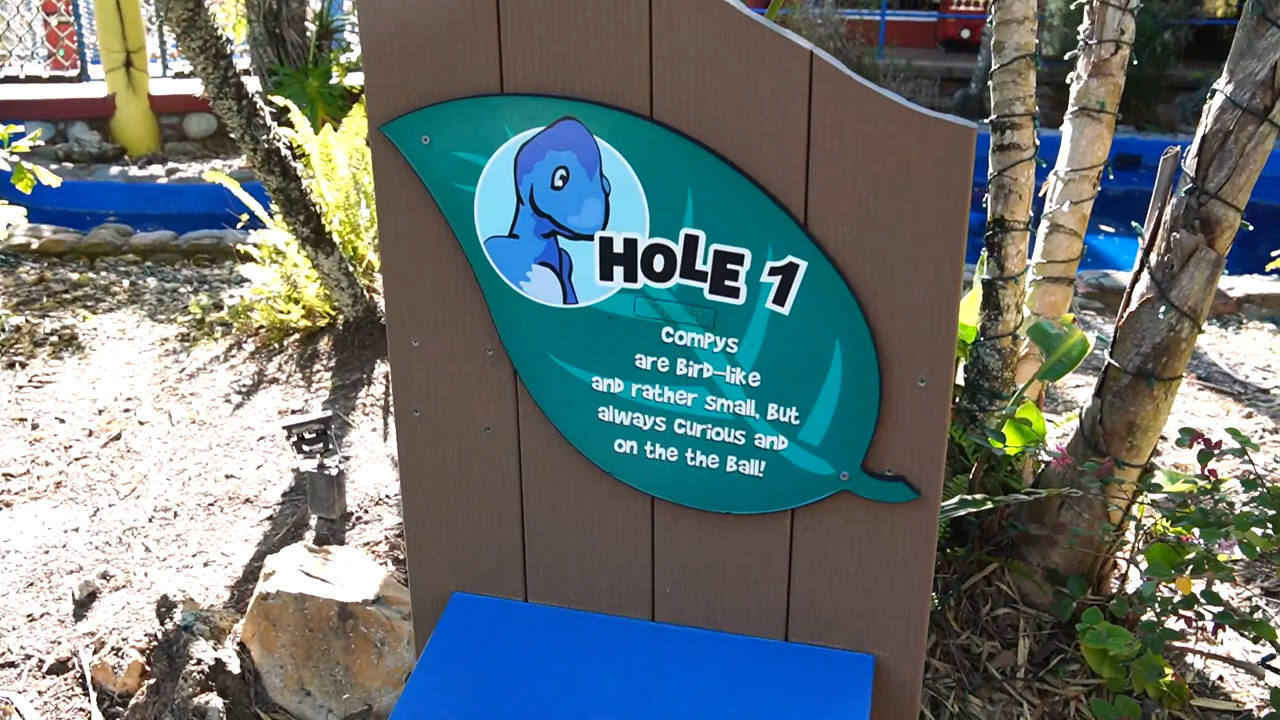 HOLE 1
Compys
are Bird-like
and rather small, But
always curious and
on the the Ball!